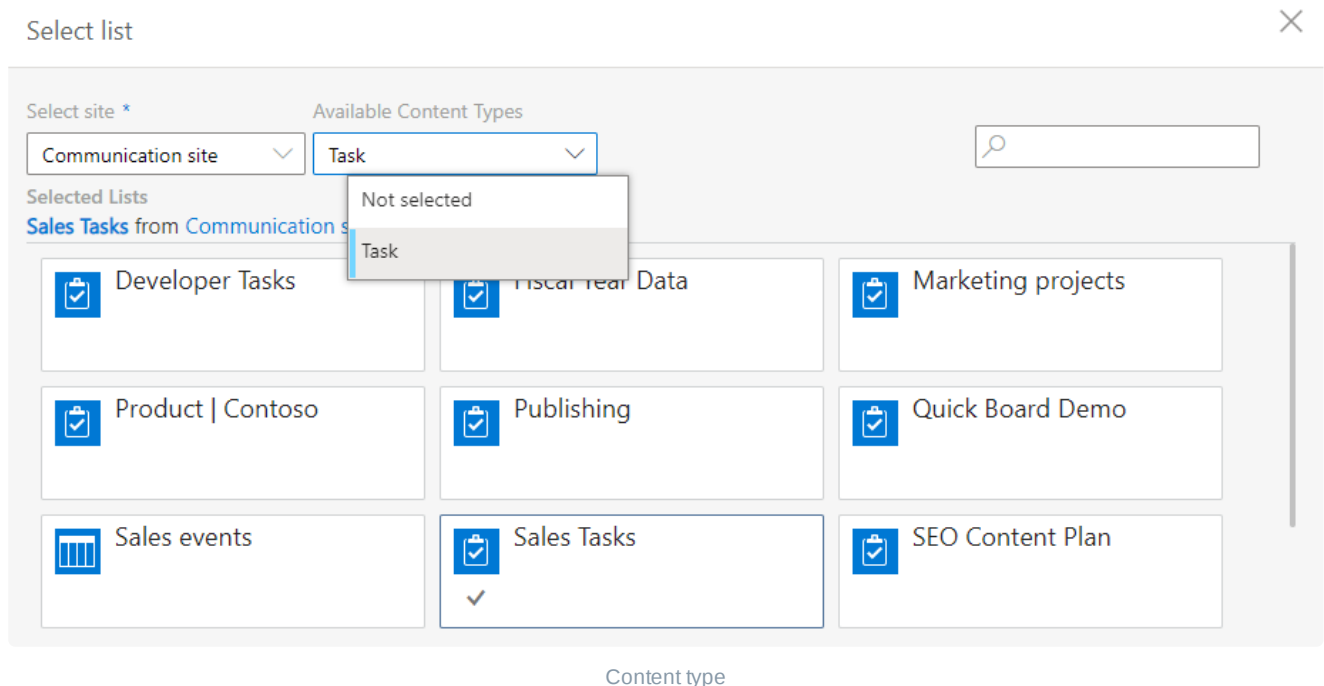 Select list
Select site * Available Content Types
Communication site Task
Not selected
Selected Lists
Sales Tasks from Communication
Task
Developer Tasks Fiscal Year Data Marketing projects
Product | Contoso Publishing Quick Board Demo
Sales events Sales Tasks SEO Content Plan
Content type